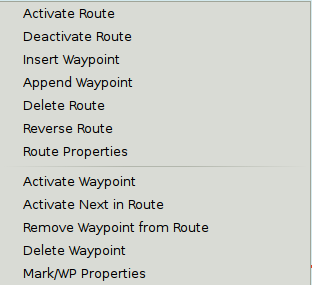 Activate Route
Deactivate Route
Insert Waypoint
Append Waypoint
Delete Route
Reverse Route
Route Properties
Activate Waypoint
Activate Next in Route
Remove Waypoint from Route
Delete Waypoint
Mark/WP Properties